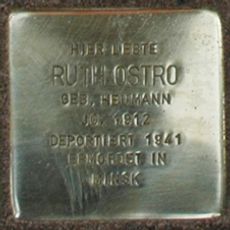 HIER LEBTE
RUTH OSTRO
GEB. HEUMANN
JG. 1912
DEPORTIERT 1941
ERMORDET IN
MINSK